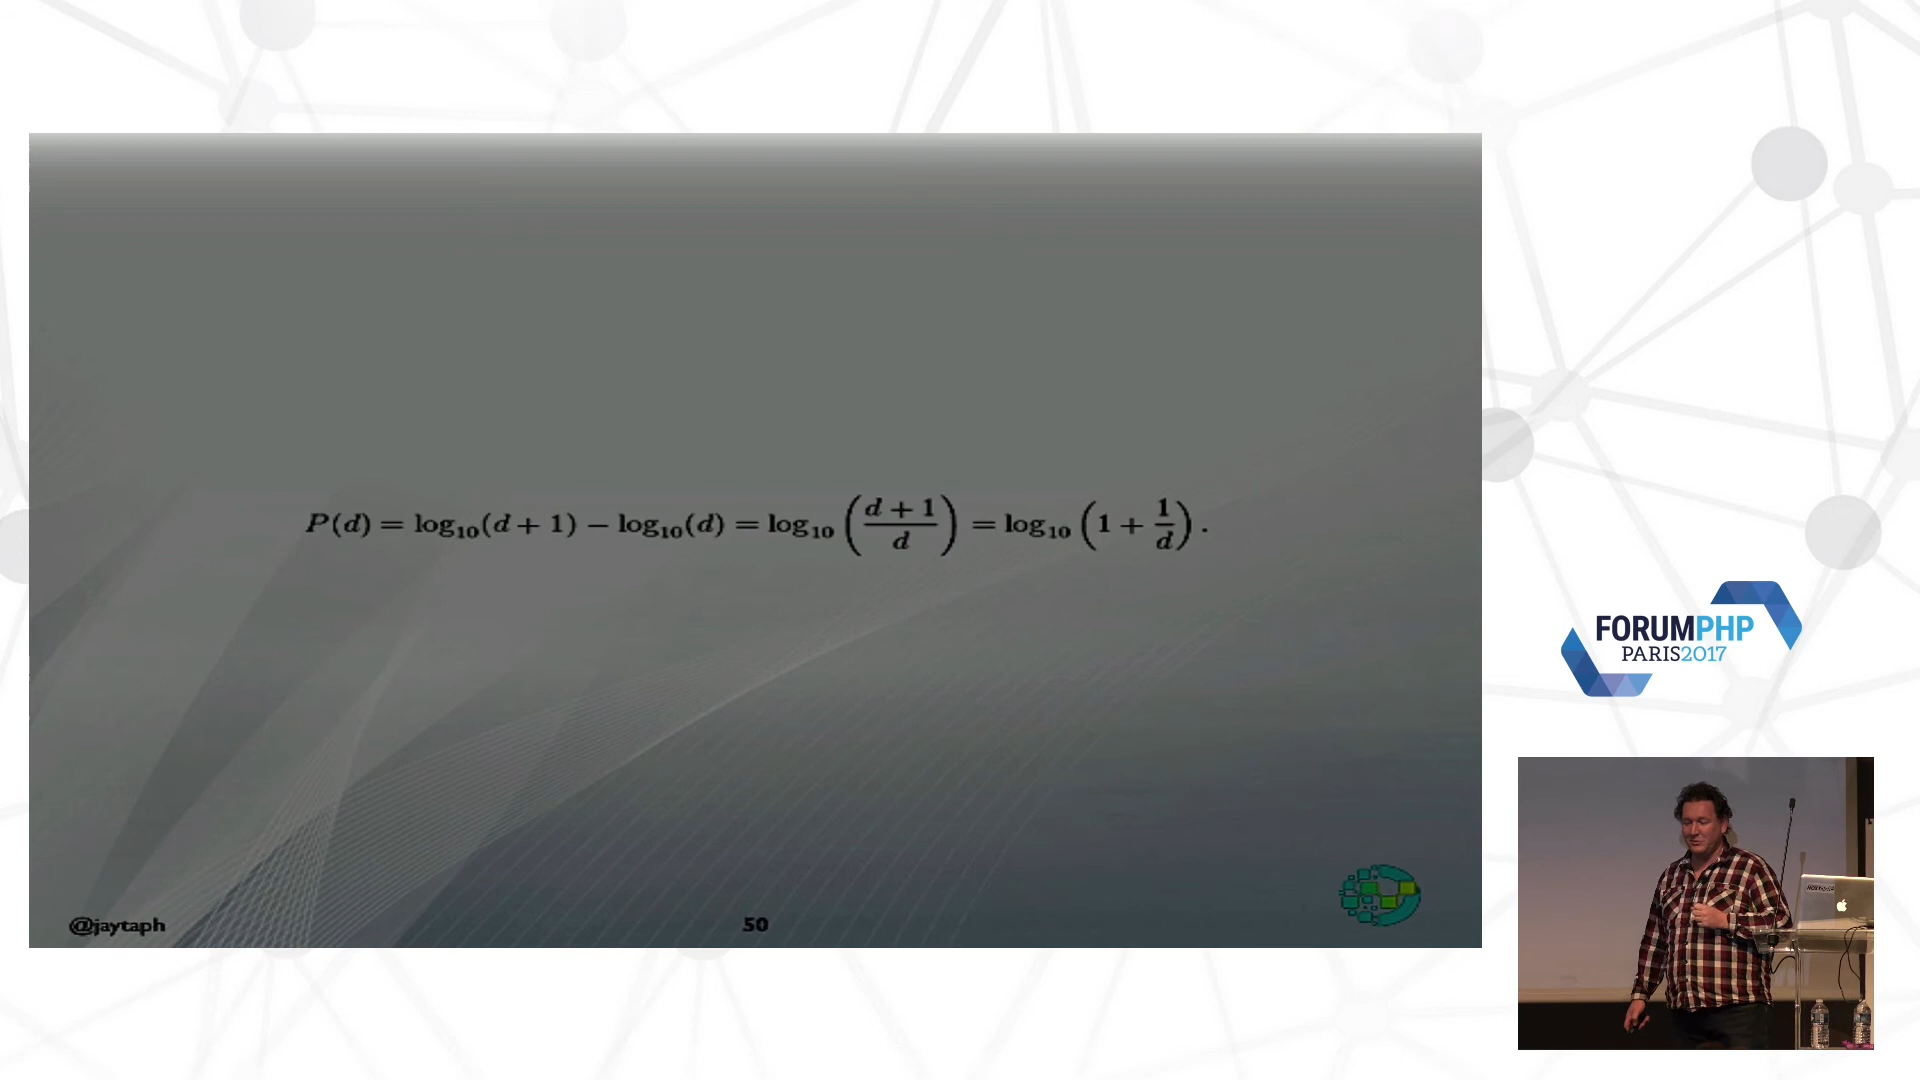 P(d) = log₁₀(d + 1) − log₁₀(d) = log₁₀((d + 1)/d) = log₁₀(1 + 1/d).
@jaytaph
50
FORUMPHP
PARIS2017